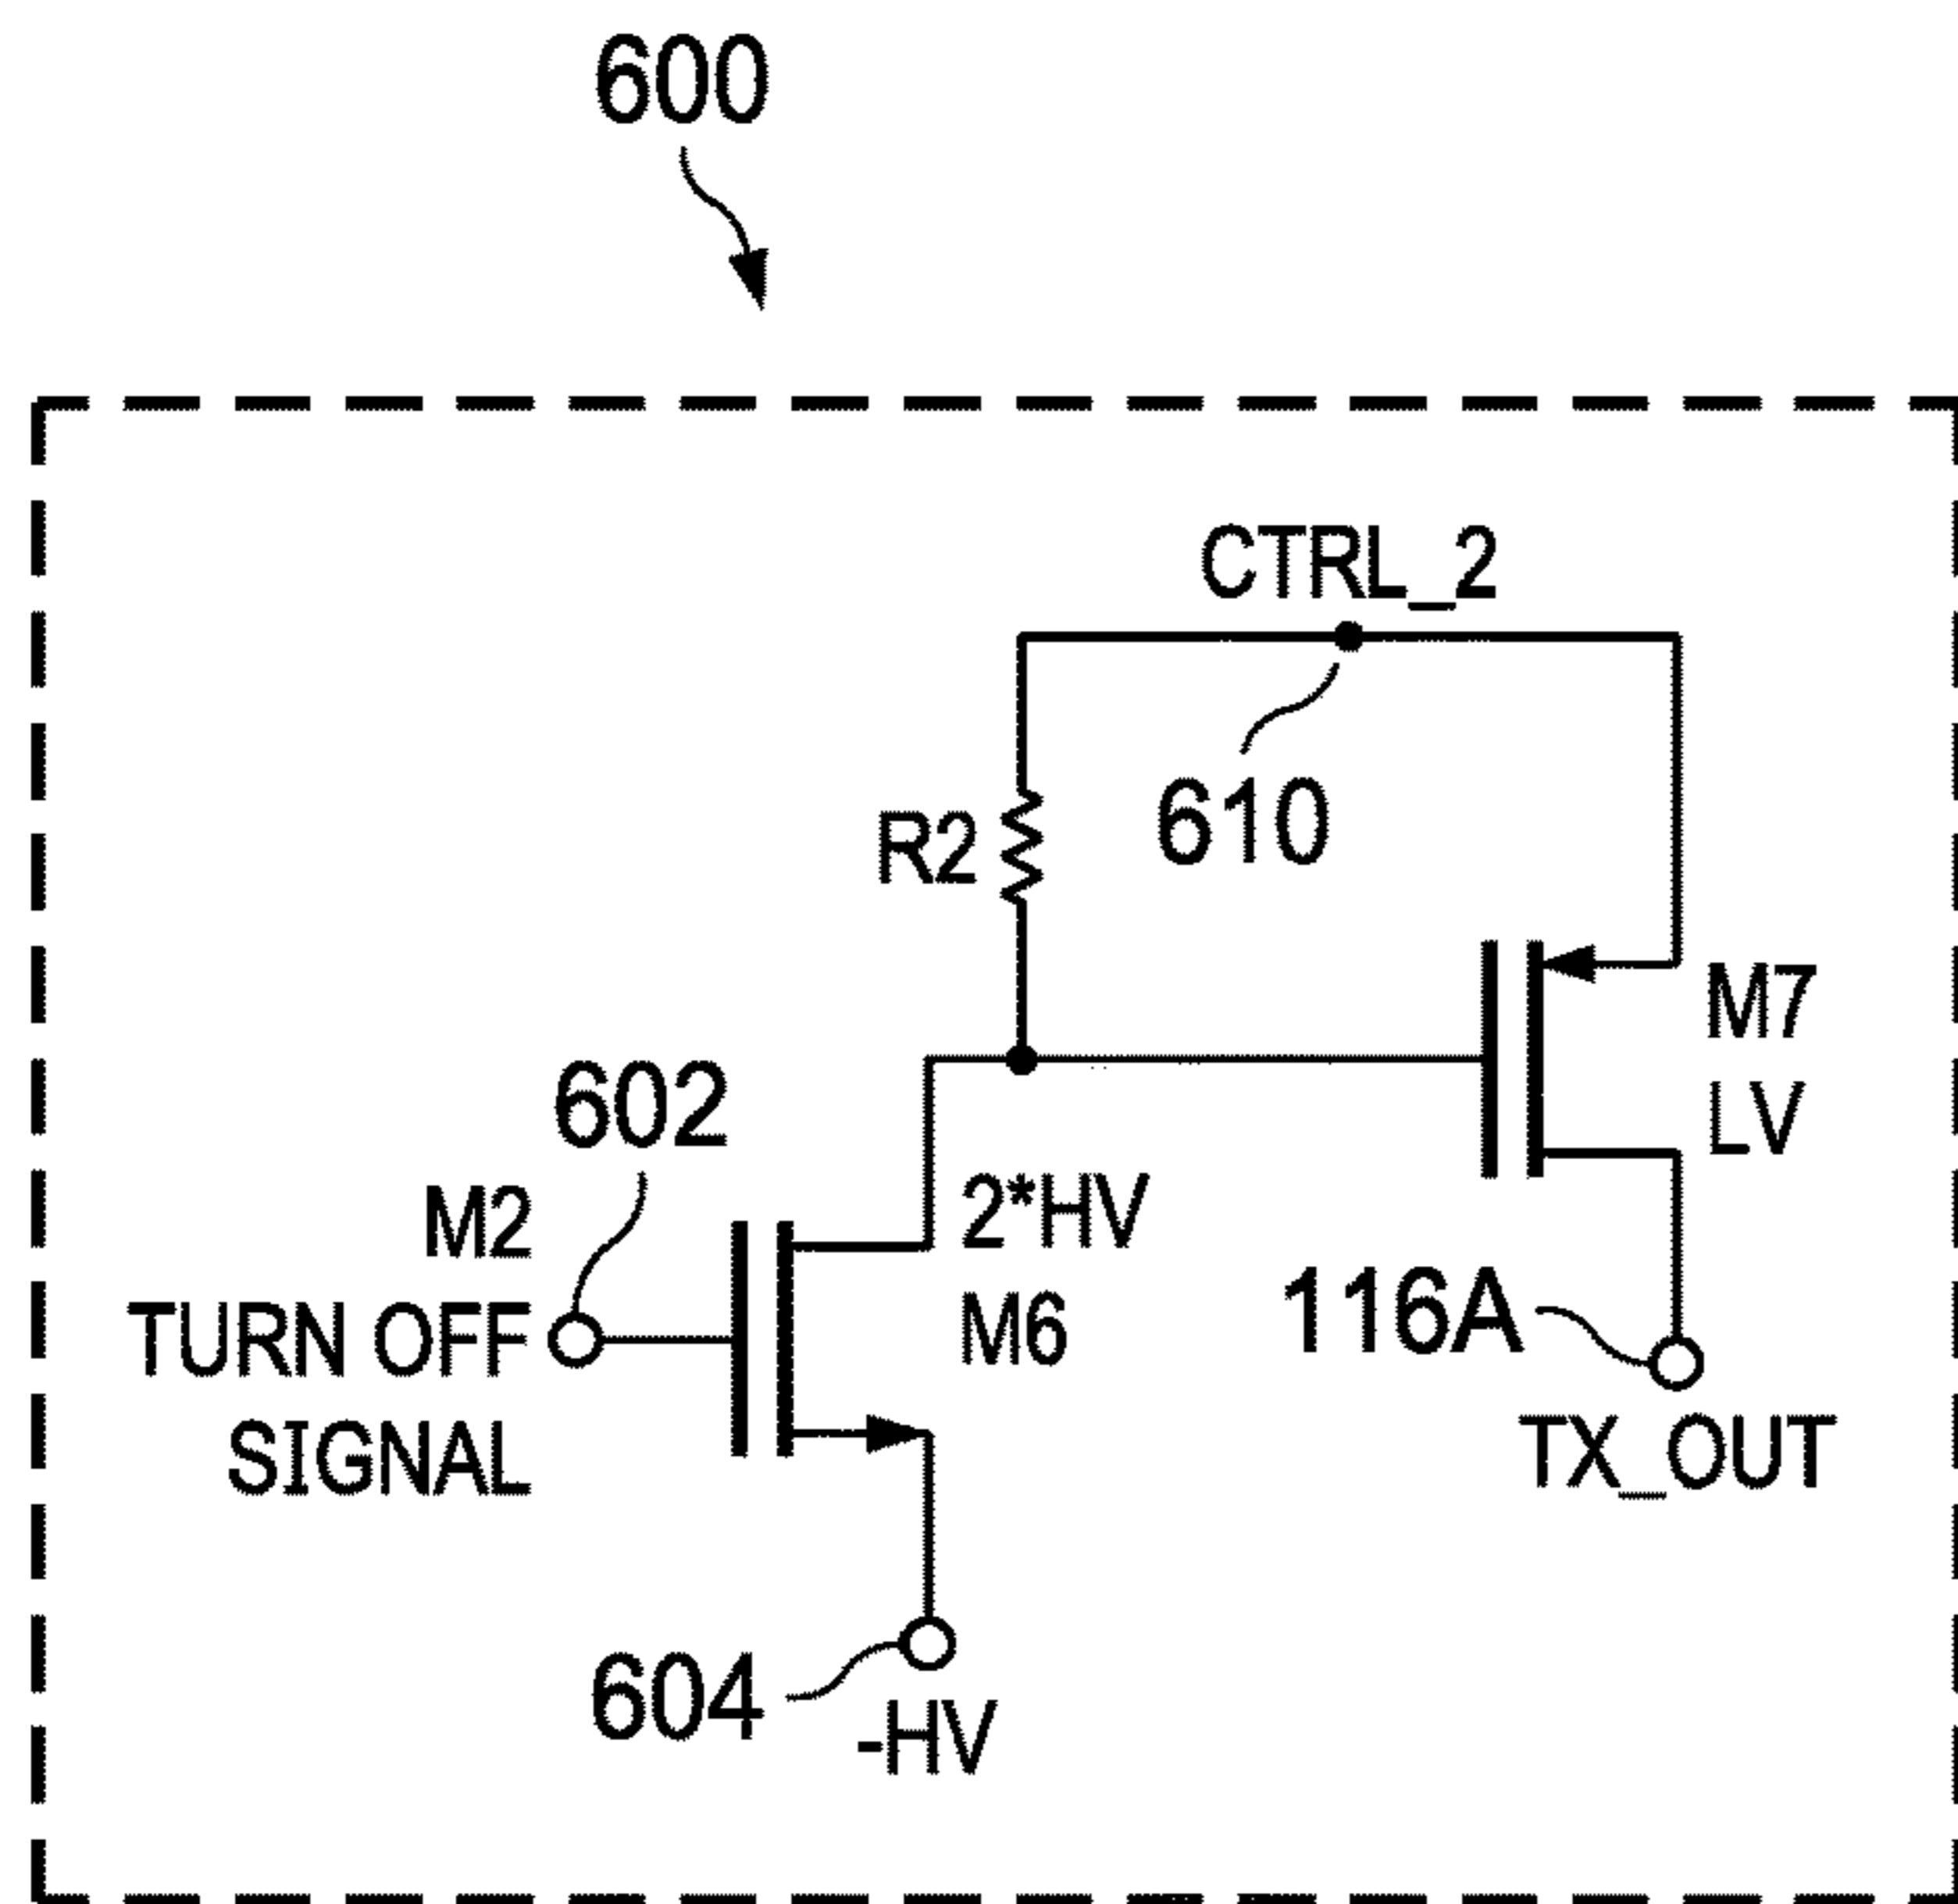 600
CTRL_2
R2
610
M7
LV
602
M2
TURN OFF
SIGNAL
2*HV
M6
116A
TX_OUT
604
-HV